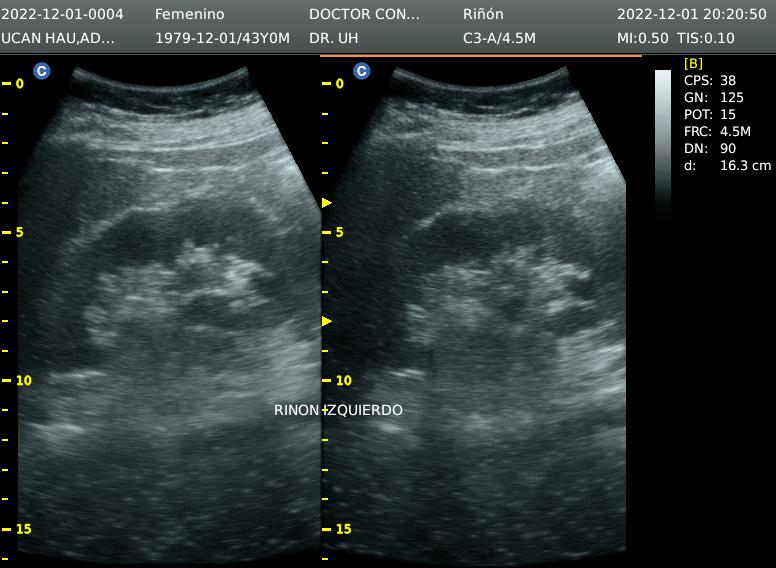 2022-12-01-0004 Femenino DOCTOR CON... Riñón 2022-12-01 20:20:50
UCAN HAU,AD... 1979-12-01/43Y0M DR. UH C3-A/4.5M MI:0.50 TIS:0.10
C C [B]
0 0 CPS: 38
GN: 125
POT: 15
FRC: 4.5M
DN: 90
d: 16.3 cm
5 5
10 10
RINON IZQUIERDO
15 15